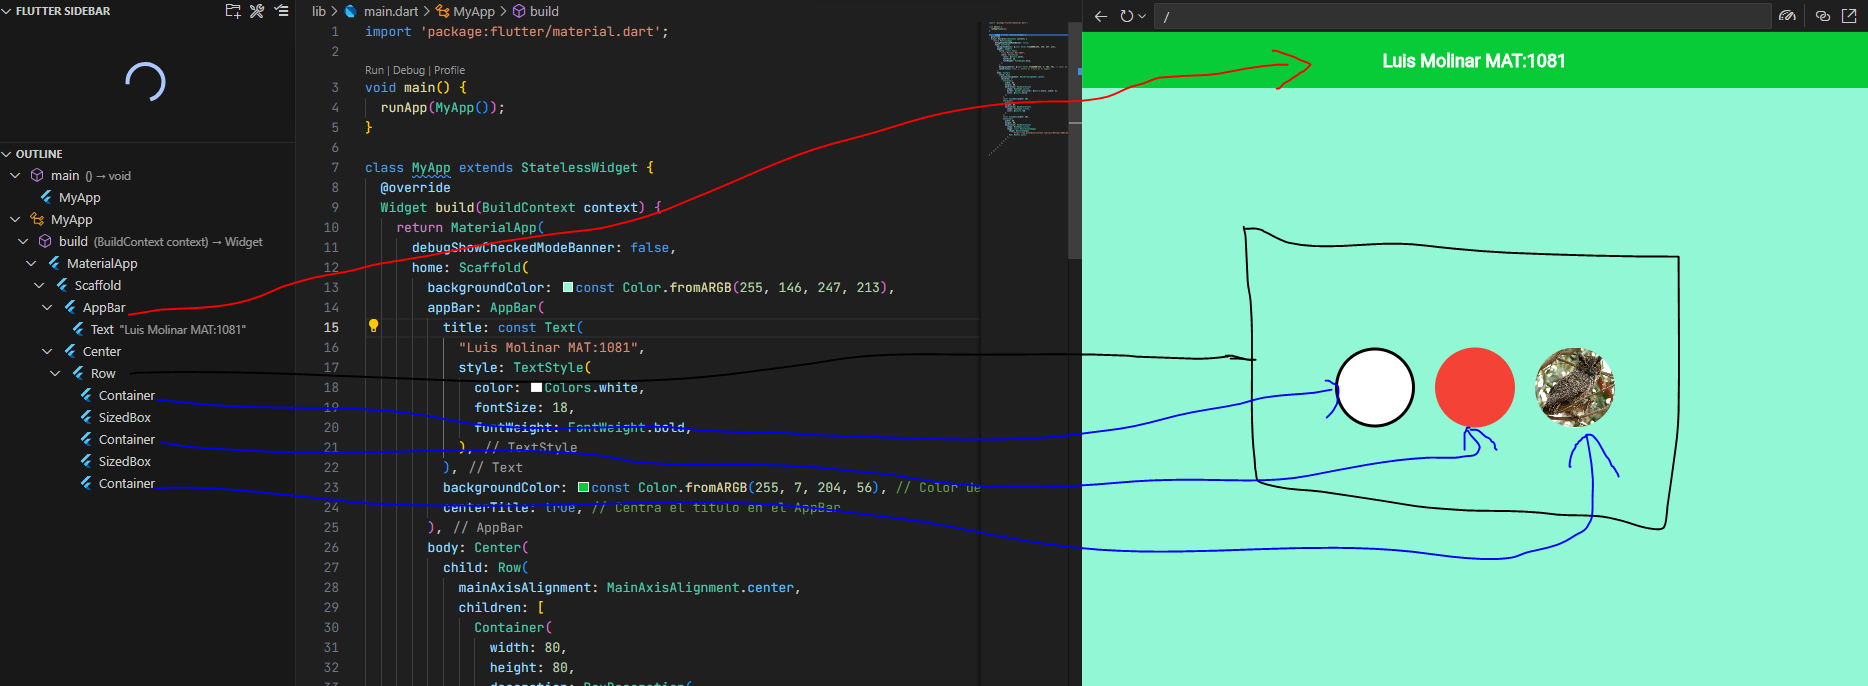 FLUTTER SIDEBAR
OUTLINE
main () → void
MyApp
MyApp
build (BuildContext context) → Widget
MaterialApp
Scaffold
AppBar
Text "Luis Molinar MAT:1081"
Center
Row
Container
SizedBox
Container
SizedBox
Container
lib > main.dart > MyApp > build
1 import 'package:flutter/material.dart';
2
Run | Debug | Profile
3 void main() {
4 runApp(MyApp());
5 }
6
7 class MyApp extends StatelessWidget {
8 @override
9 Widget build(BuildContext context) {
10 return MaterialApp(
11 debugShowCheckedModeBanner: false,
12 home: Scaffold(
13 backgroundColor: const Color.fromARGB(255, 146, 247, 213),
14 appBar: AppBar(
15 title: const Text(
16 "Luis Molinar MAT:1081",
17 style: TextStyle(
18 color: Colors.white,
19 fontSize: 18,
20 fontWeight: FontWeight.bold,
21 ), // TextStyle
22 ), // Text
23 backgroundColor: const Color.fromARGB(255, 7, 204, 56), // Color de
24 centerTitle: true, // Centra el título en el AppBar
25 ), // AppBar
26 body: Center(
27 child: Row(
28 mainAxisAlignment: MainAxisAlignment.center,
29 children: [
30 Container(
31 width: 80,
32 height: 80,
33 decoration: BoxDecoration(
/
Luis Molinar MAT:1081